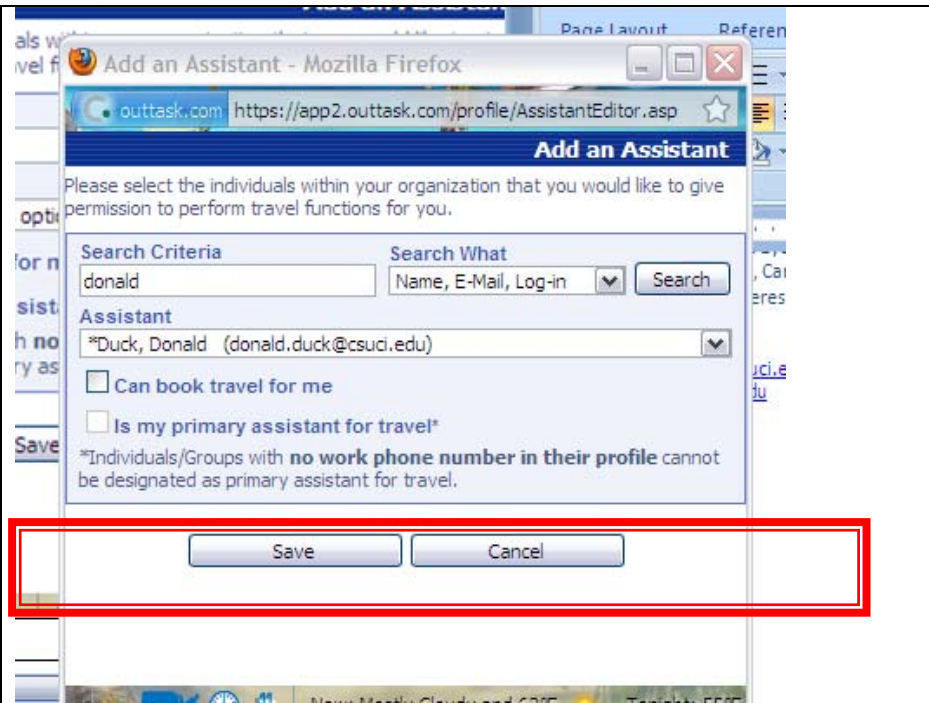 Page Layout
als w
Add an Assistant - Mozilla Firefox
outtask.com https://app2.outtask.com/profile/AssistantEditor.asp
Add an Assistant
Please select the individuals within your organization that you would like to give
permission to perform travel functions for you.
Search Criteria
Search What
donald
Name, E-Mail, Log-in
Search
Assistant
*Duck, Donald (donald.duck@csuci.edu)
Can book travel for me
Is my primary assistant for travel*
*Individuals/Groups with no work phone number in their profile cannot
be designated as primary assistant for travel.
Save
Save
Cancel